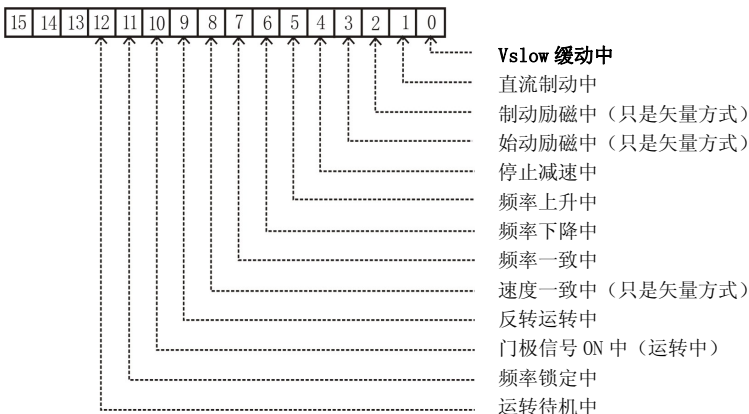 15 14 13 12 11 10 9 8 7 6 5 4 3 2 1 0
Vslow 缓动中
直流制动中
制动励磁中（只是矢量方式）
始动励磁中（只是矢量方式）
停止减速中
频率上升中
频率下降中
频率一致中
速度一致中（只是矢量方式）
反转运转中
门极信号 ON 中（运转中）
频率锁定中
运转待机中